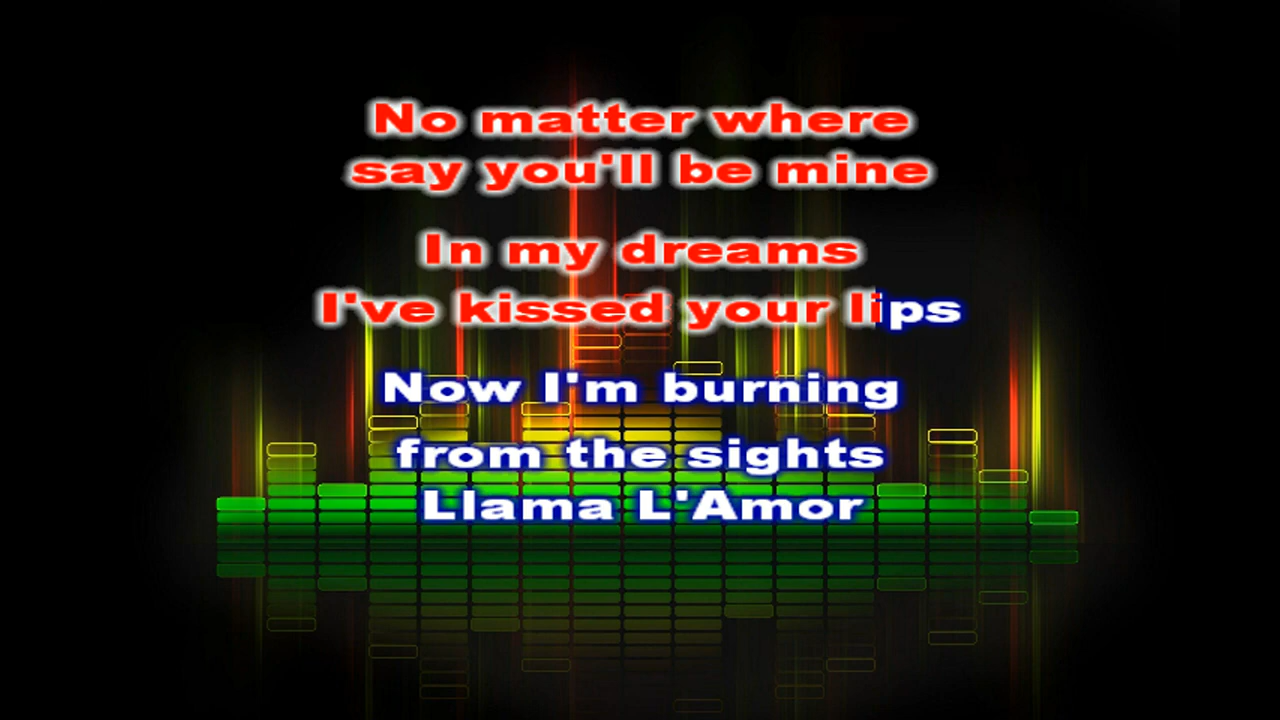 No matter where
say you'll be mine
In my dreams
I've kissed your lips
Now I'm burning
from the sights
Llama L'Amor